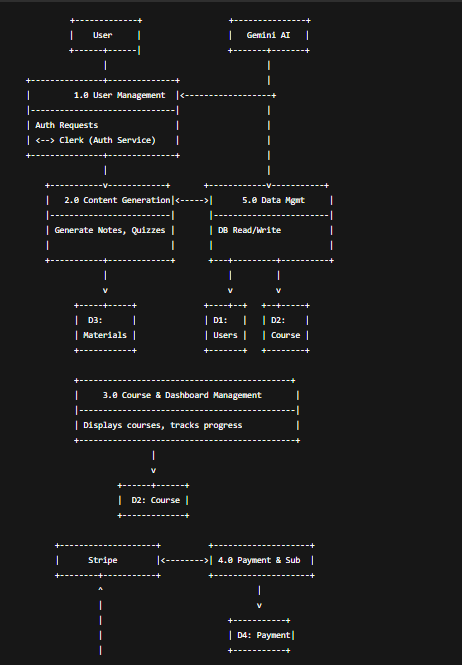 User Gemini AI
1.0 User Management
Auth Requests
<--> Clerk (Auth Service)
2.0 Content Generation 5.0 Data Mgmt
Generate Notes, Quizzes DB Read/Write
D3: D1: D2:
Materials Users Course
3.0 Course & Dashboard Management
Displays courses, tracks progress
D2: Course
Stripe 4.0 Payment & Sub
D4: Payment